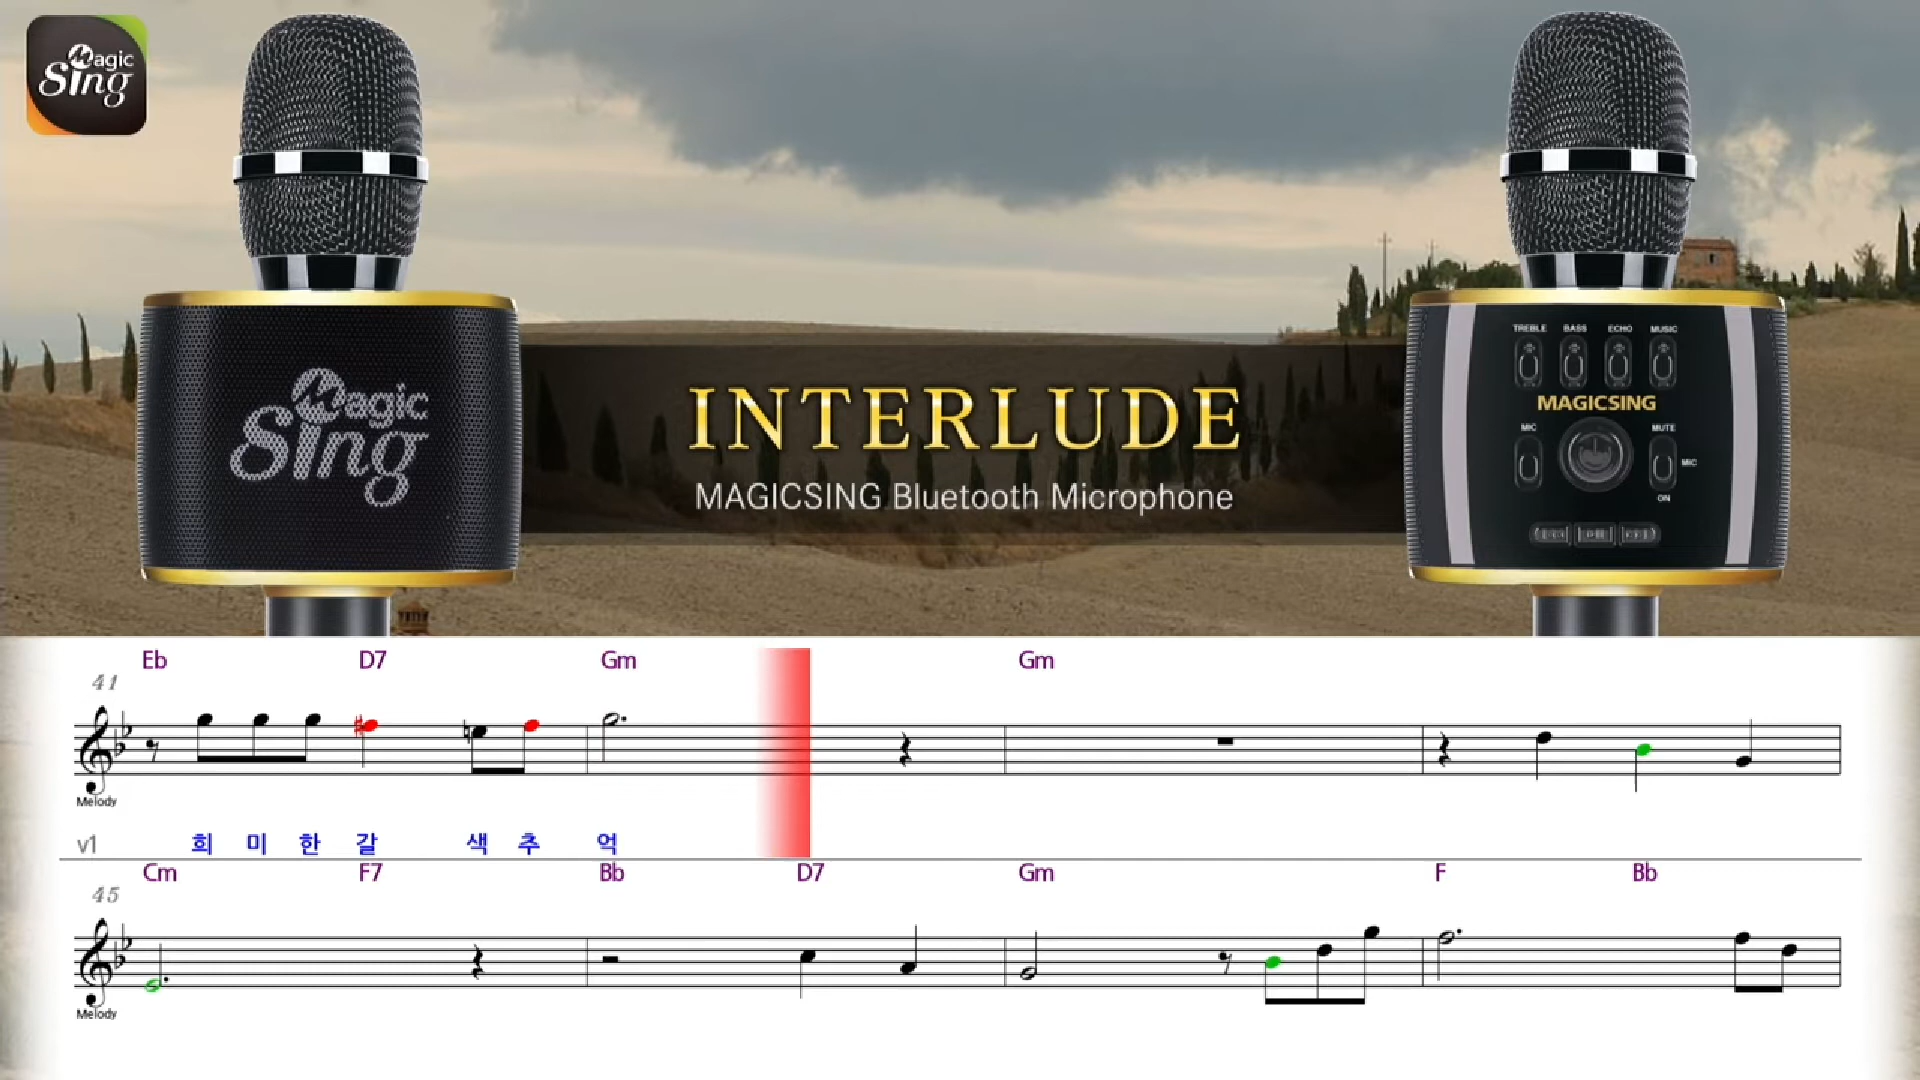 Magic
Sing
Magic
Sing
TREBLE BASS ECHO MUSIC
MAGICSING
MIC MUTE
MIC
ON
INTERLUDE
MAGICSING Bluetooth Microphone
Eb D7 Gm Gm
41
Melody
v1 희 미 한 갈 색 추 억
Cm F7 Bb D7 Gm F Bb
45
Melody